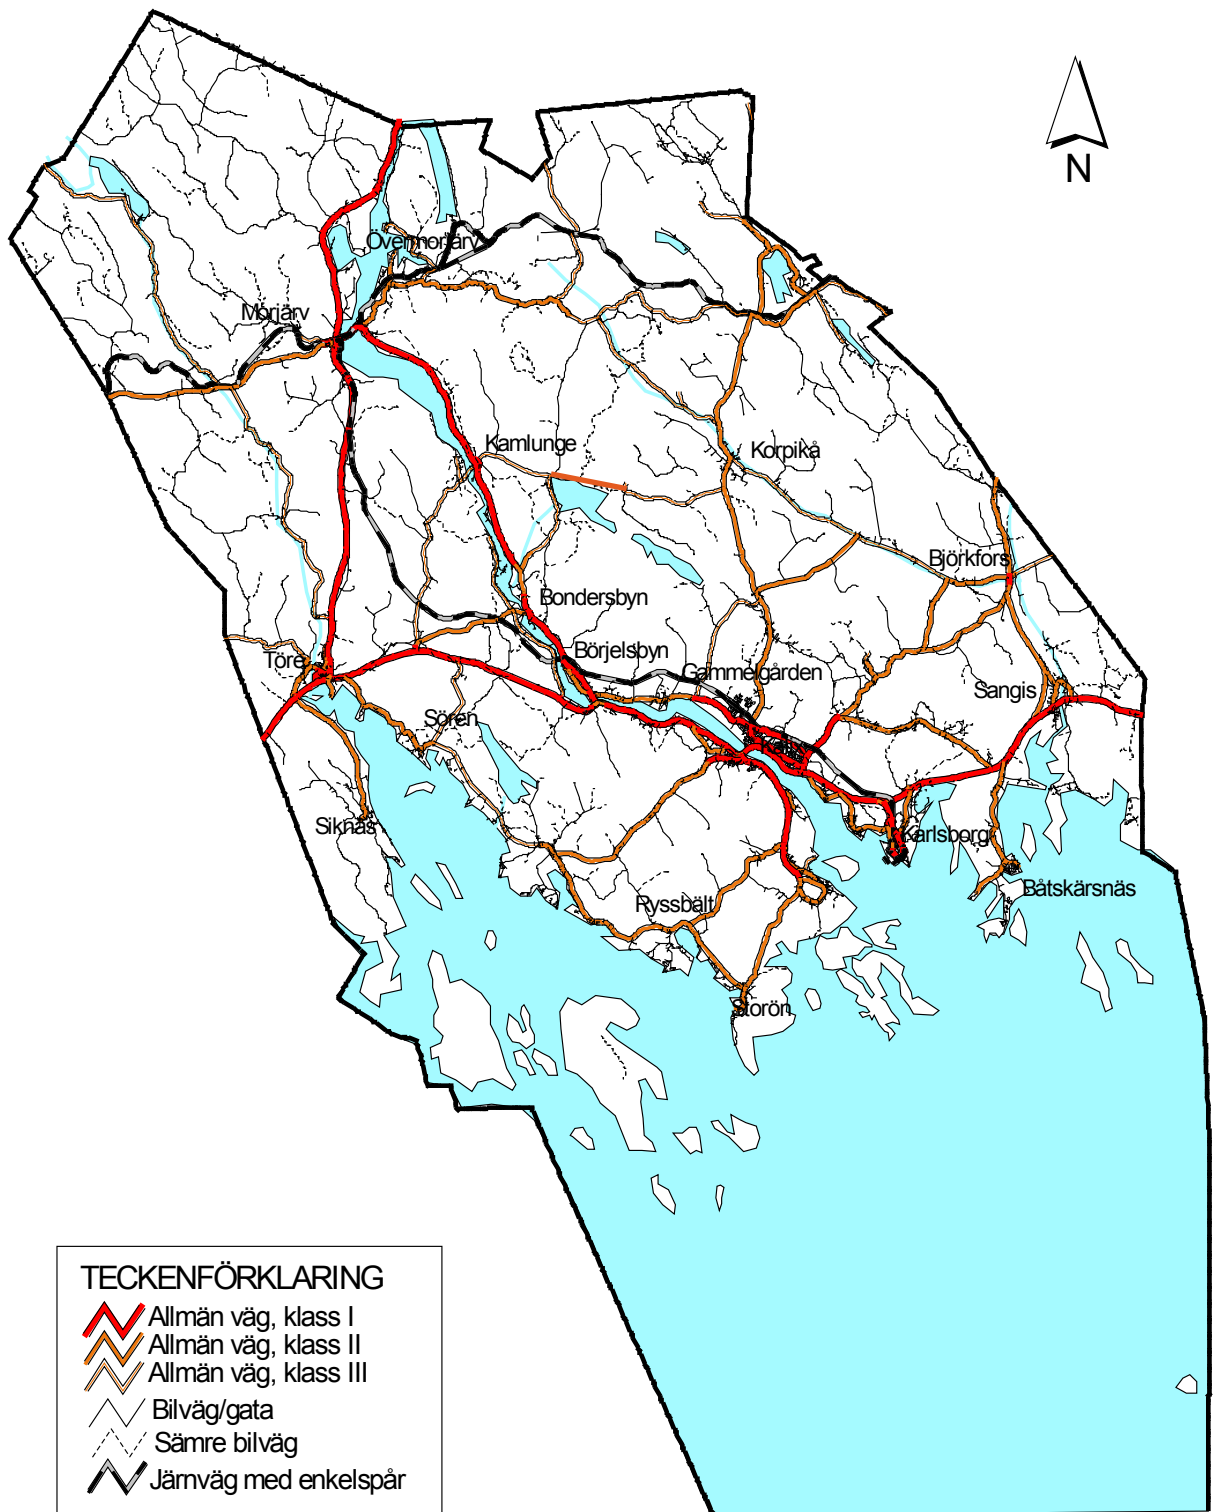 N
Övermorjärv
Morjärv
Kamlunge
Korpikå
Björkfors
Bondersbyn
Börjelsbyn
Töre
Gammelgården
Sangis
Sören
Siknäs
Karlsborg
Båtskärsnäs
Ryssbält
Storön
TECKENFÖRKLARING
Allmän väg, klass I
Allmän väg, klass II
Allmän väg, klass III
Bilväg/gata
Sämre bilväg
Järnväg med enkelspår